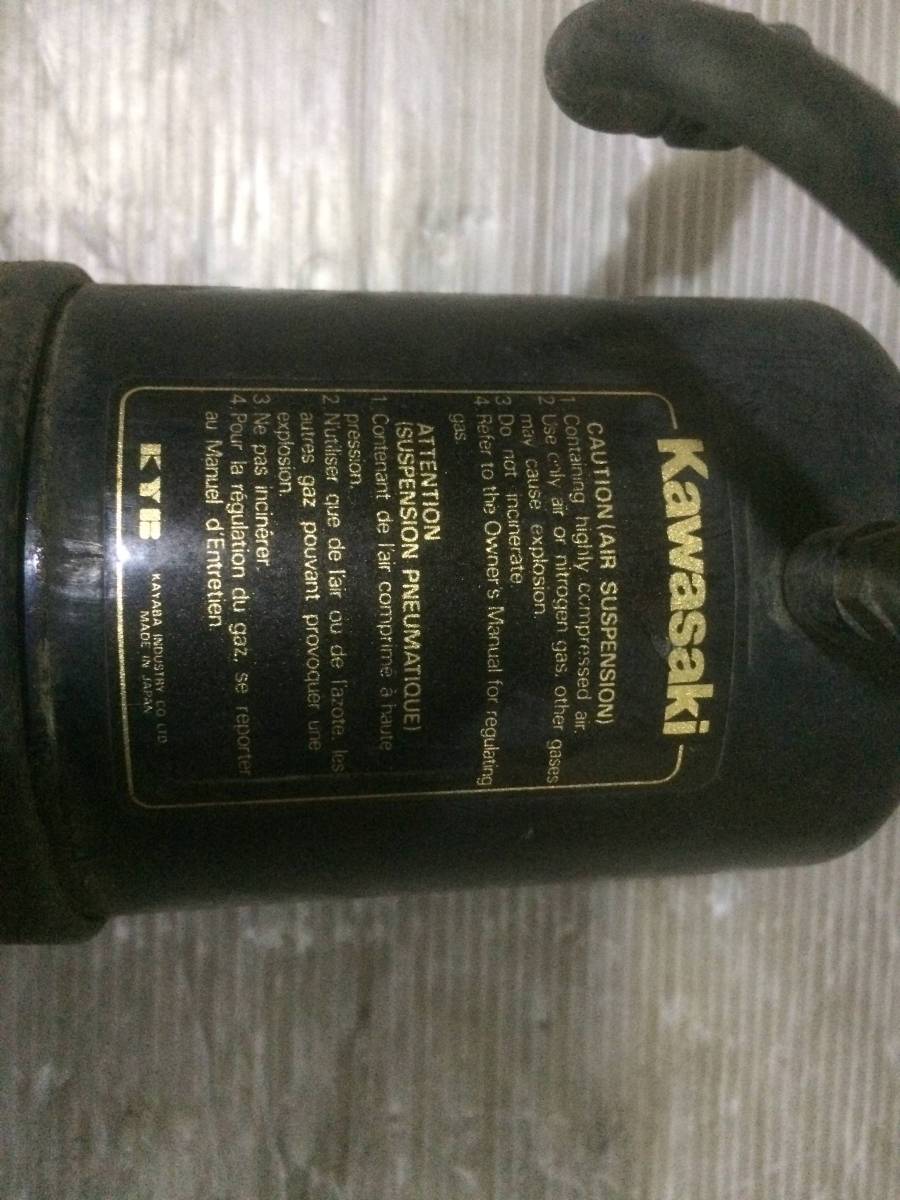 Kawasaki
CAUTION (AIR SUSPENSION)
1. Containing highly compressed air.
2 Use only air or nitrogen gas, other gases
may cause explosion.
3 Do not incinerate.
4. Refer to the Owner's Manual for regulating
gas.
ATTENTION
(SUSPENSION PNEUMATIQUE)
1. Contenant de l'air comprimé à haute
pression.
2 N'utiliser que de l'air ou de l'azote, les
autres gaz pouvant provoquer une
explosion.
3 Ne pas incinérer.
4. Pour la régulation du gaz, se reporter
au Manuel d'Entretien.
KYB KAYABA INDUSTRY CO. LTD.
MADE IN JAPAN